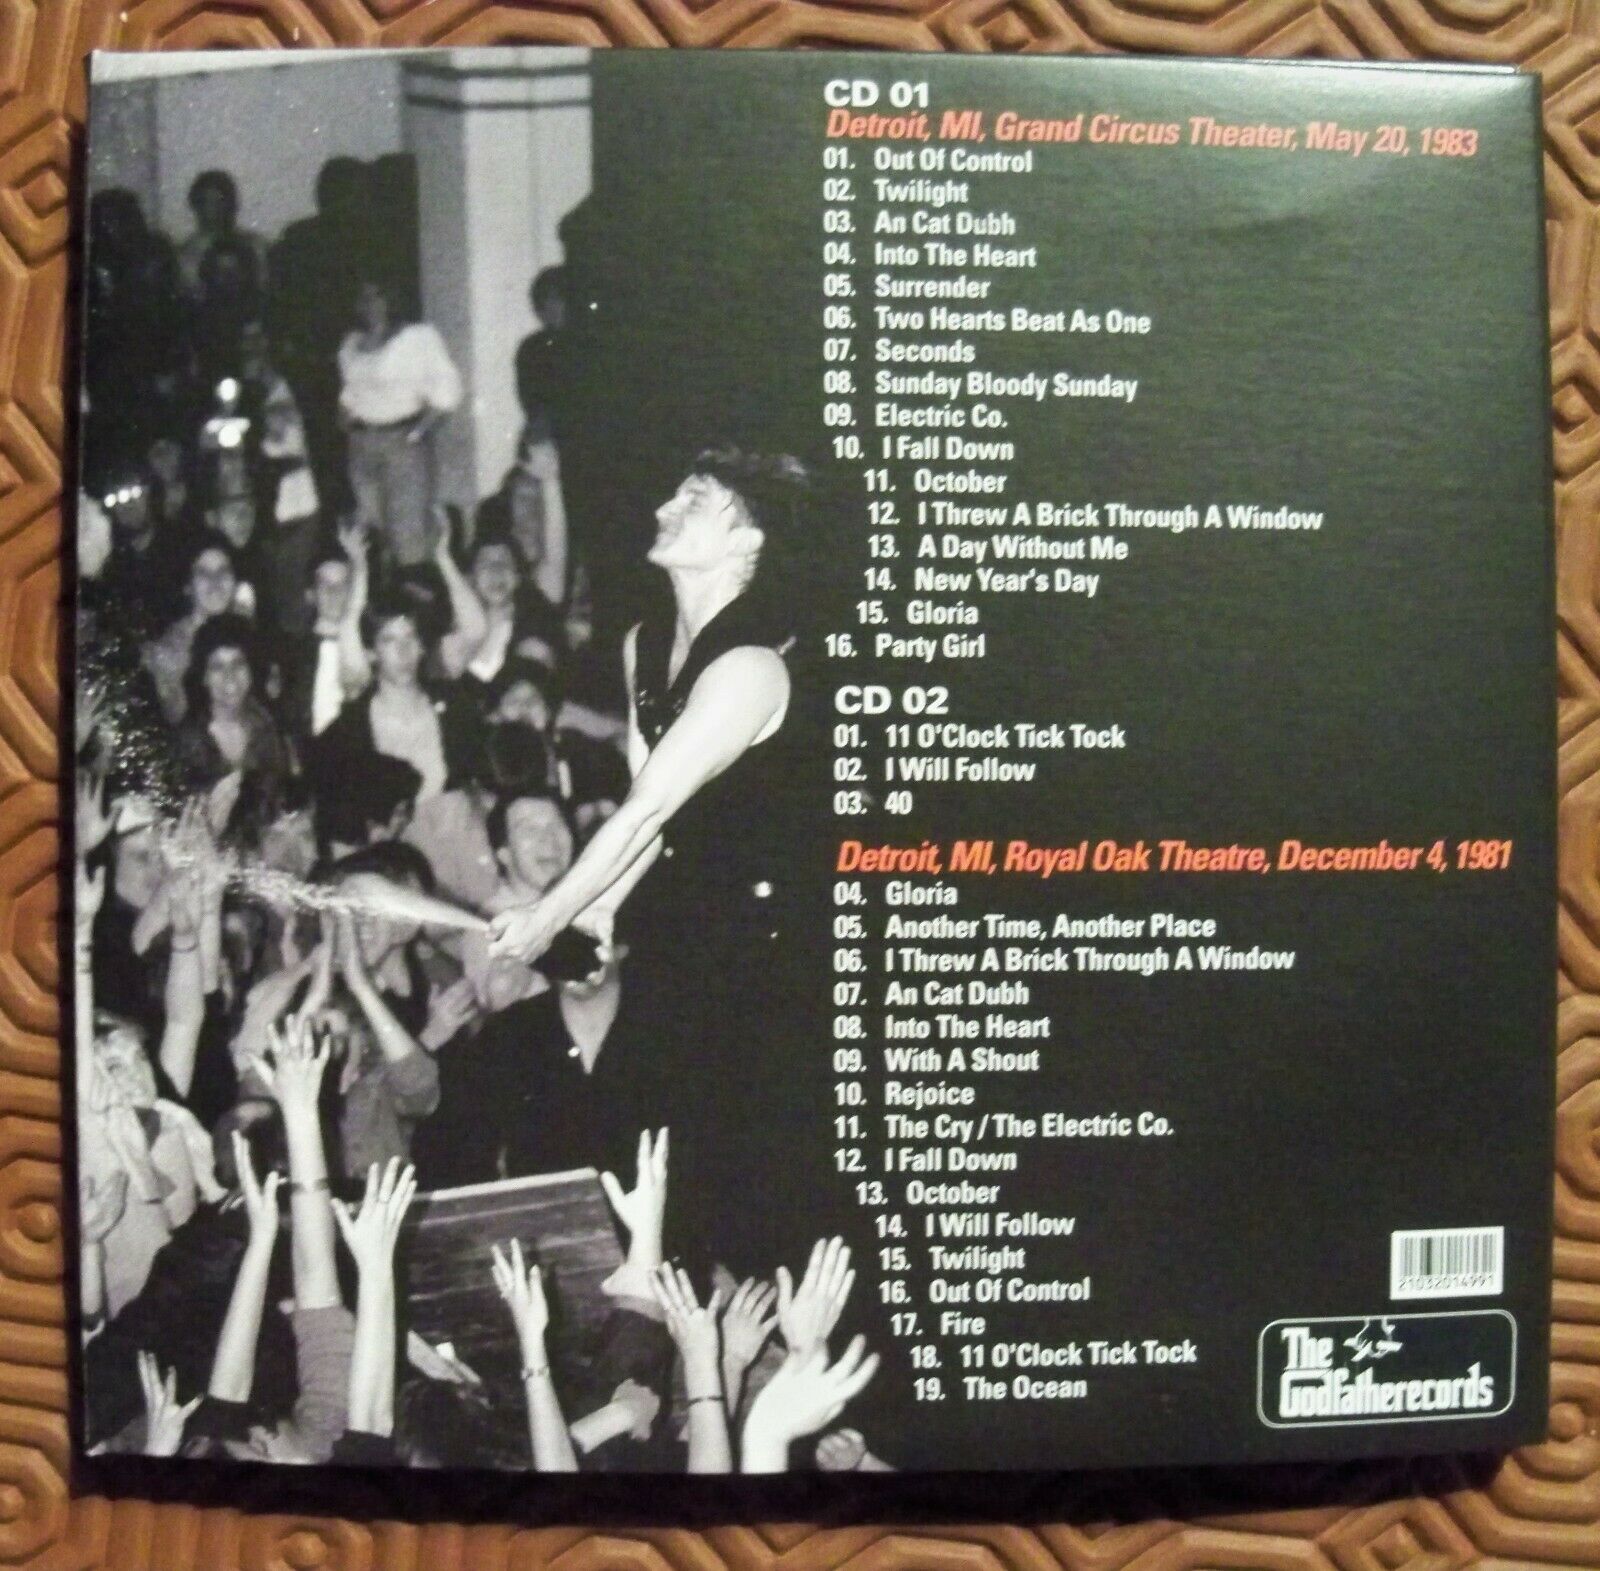 CD 01
Detroit, MI, Grand Circus Theater, May 20, 1983
01. Out Of Control
02. Twilight
03. An Cat Dubh
04. Into The Heart
05. Surrender
06. Two Hearts Beat As One
07. Seconds
08. Sunday Bloody Sunday
09. Electric Co.
10. I Fall Down
11. October
12. I Threw A Brick Through A Window
13. A Day Without Me
14. New Year's Day
15. Gloria
16. Party Girl
CD 02
01. 11 O'Clock Tick Tock
02. I Will Follow
03. 40
Detroit, MI, Royal Oak Theatre, December 4, 1981
04. Gloria
05. Another Time, Another Place
06. I Threw A Brick Through A Window
07. An Cat Dubh
08. Into The Heart
09. With A Shout
10. Rejoice
11. The Cry / The Electric Co.
12. I Fall Down
13. October
14. I Will Follow
15. Twilight
16. Out Of Control
17. Fire
18. 11 O'Clock Tick Tock
19. The Ocean
21032014991
The
Godfatherecords